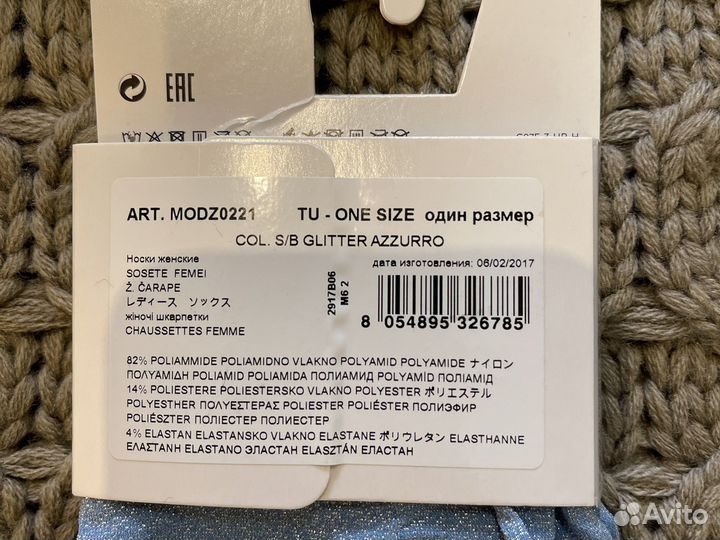 EAC
ART. MODZ0221 TU - ONE SIZE один размер
COL. S/B GLITTER AZZURRO
Носки женские
SOSETE FEMEI
Ž. ČARAPE
レディース ソックス
жіночі шкарпетки
CHAUSSETTES FEMME
2917B06
M6 2
дата изготовления: 06/02/2017
8 054895 326785
82% POLIAMMIDE POLIAMIDNO VLAKNO POLYAMID POLYAMIDE ナイロン
ΠΟΛΥΑΜΙΔΗ POLIAMID POLIAMIDA ПОЛИАМИД POLYAMID ПОЛІАМІД
14% POLIESTERE POLIESTERSKO VLAKNO POLYESTER ポリエステル
POLYESTHER ΠΟΛΥΕΣΤΕΡΑΣ POLIESTER POLIÉSTER ПОЛИЭФИР
POLIÉSZTER ПОЛІЕСТЕР ПОЛИЕСТЕР
4% ELASTAN ELASTANSKO VLAKNO ELASTANE ポリウレタン ELASTHANNE
ΕΛΑΣΤΑΝΗ ELASTANO ЭЛАСТАН ELASZTÁN ЕЛАСТАН
Avito